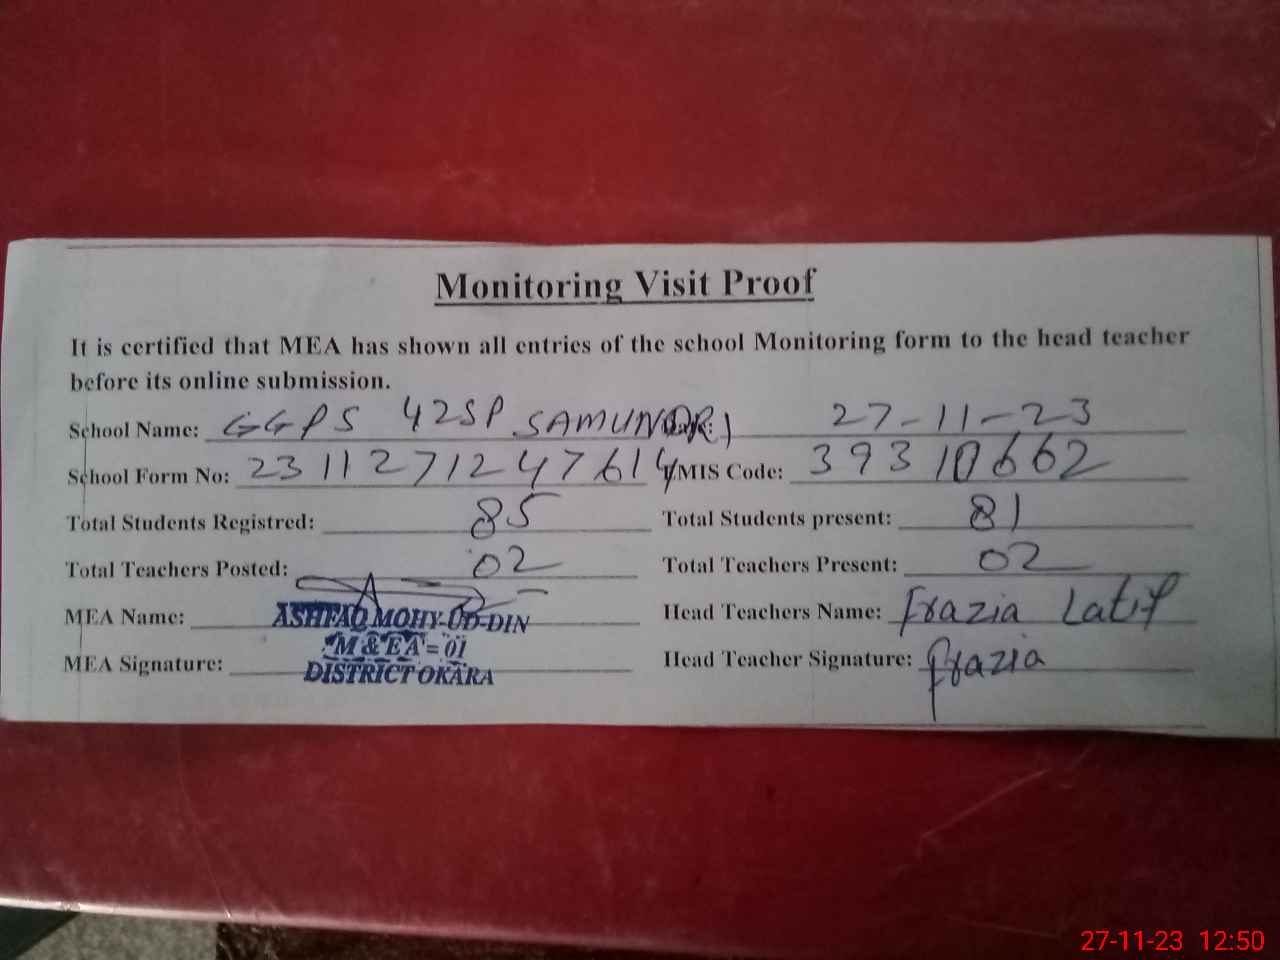 Monitoring Visit Proof
It is certified that MEA has shown all entries of the school Monitoring form to the head teacher
before its online submission.
School Name: GGPS 42SP SAMUNDRI 27-11-23
School Form No: 2311271247614 EMIS Code: 39310662
Total Students Registred: 85 Total Students present: 81
Total Teachers Posted: 02 Total Teachers Present: 02
MEA Name: ASHFAQ MOHY-UD-DIN Head Teachers Name: Frazia Latif
M & E A = 01
MEA Signature: DISTRICT OKARA Head Teacher Signature: Frazia
27-11-23 12:50